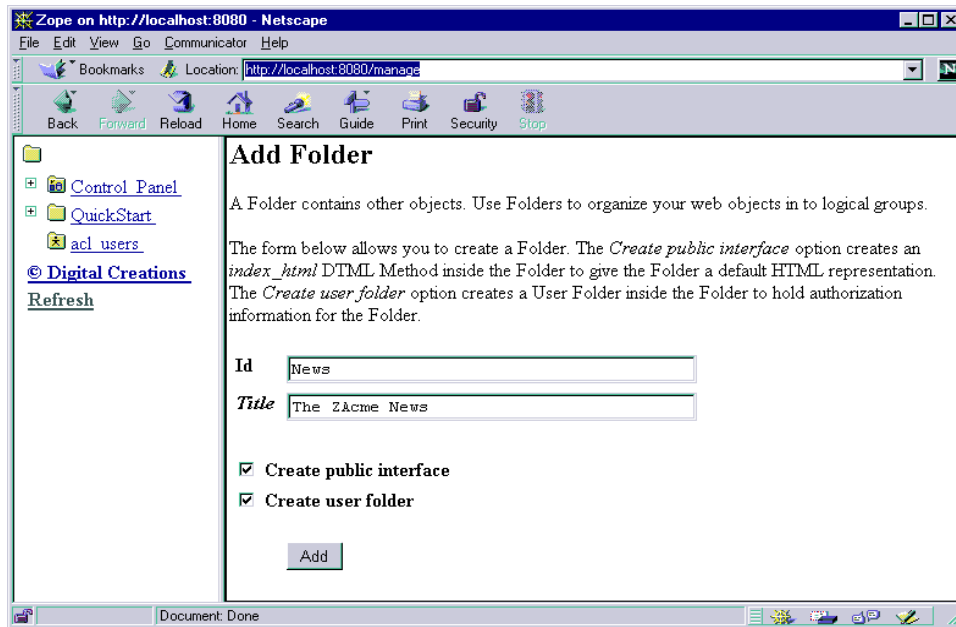 Zope on http://localhost:8080 - Netscape
File Edit View Go Communicator Help
Bookmarks Location: http://localhost:8080/manage
Back Forward Reload Home Search Guide Print Security Stop
Control_Panel
QuickStart
acl_users
© Digital Creations
Refresh
Add Folder
A Folder contains other objects. Use Folders to organize your web objects in to logical groups.
The form below allows you to create a Folder. The Create public interface option creates an
index_html DTML Method inside the Folder to give the Folder a default HTML representation.
The Create user folder option creates a User Folder inside the Folder to hold authorization
information for the Folder.
Id News
Title The ZAcme News
Create public interface
Create user folder
Add
Document: Done